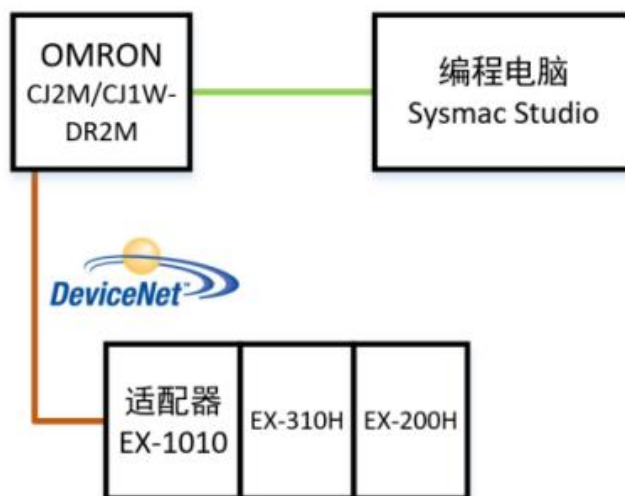 OMRON
CJ2M/CJ1W-
DR2M
编程电脑
Sysmac Studio
DeviceNet™
适配器
EX-1010
EX-310H
EX-200H